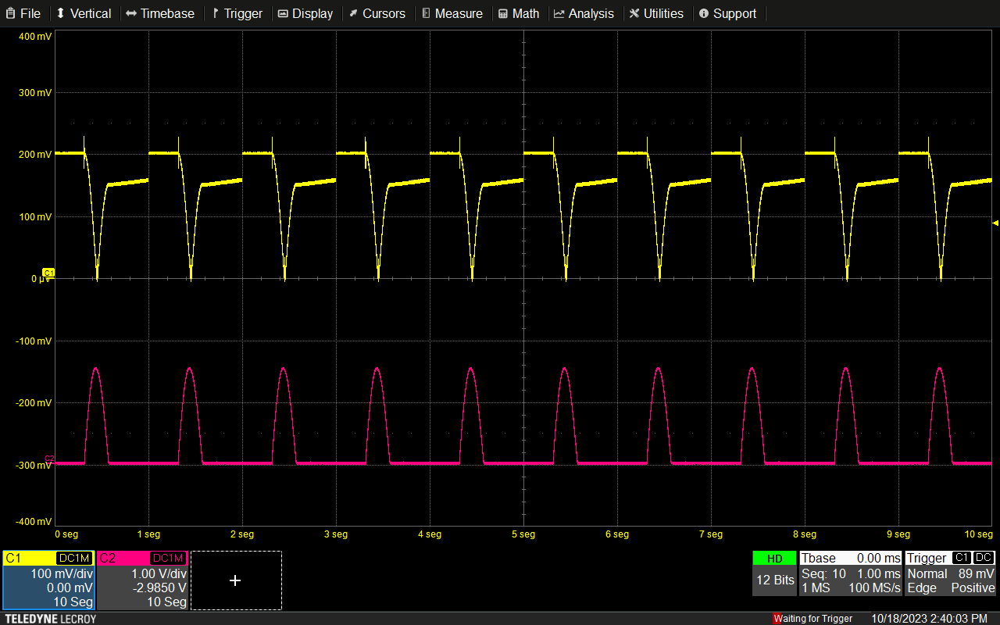 File Vertical Timebase Trigger Display Cursors Measure Math Analysis Utilities Support
400 mV
300 mV
200 mV
100 mV
C1
0 µV
-100 mV
-200 mV
C2
-300 mV
-400 mV
0 seg 1 seg 2 seg 3 seg 4 seg 5 seg 6 seg 7 seg 8 seg 9 seg 10 seg
C1 DC1M C2 DC1M HD Tbase 0.00 ms Trigger C1 DC
100 mV/div 1.00 V/div Seq: 10 1.00 ms Normal 89 mV
0.00 mV -2.9850 V 12 Bits 1 MS 100 MS/s Edge Positive
10 Seg 10 Seg
TELEDYNE LECROY Waiting for Trigger 10/18/2023 2:40:03 PM